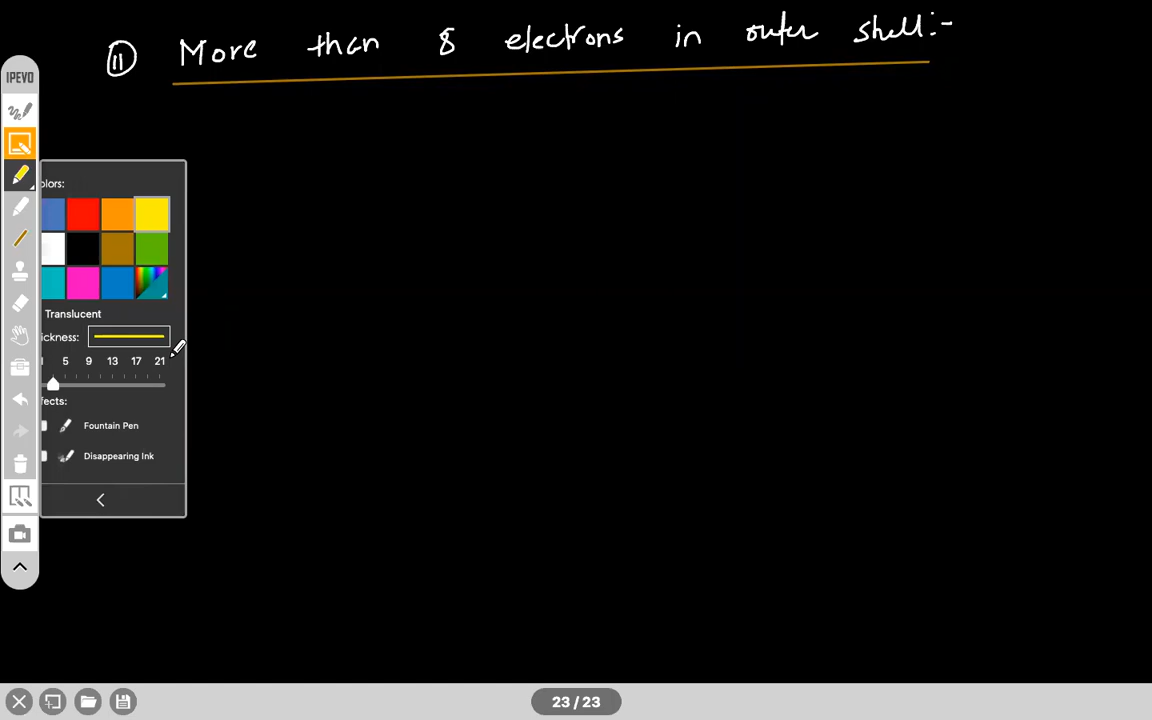 (ii) More than 8 electrons in outer shell:-
IPEVO
olors:
Translucent
ickness:
5 9 13 17 21
fects:
Fountain Pen
Disappearing Ink
23 / 23